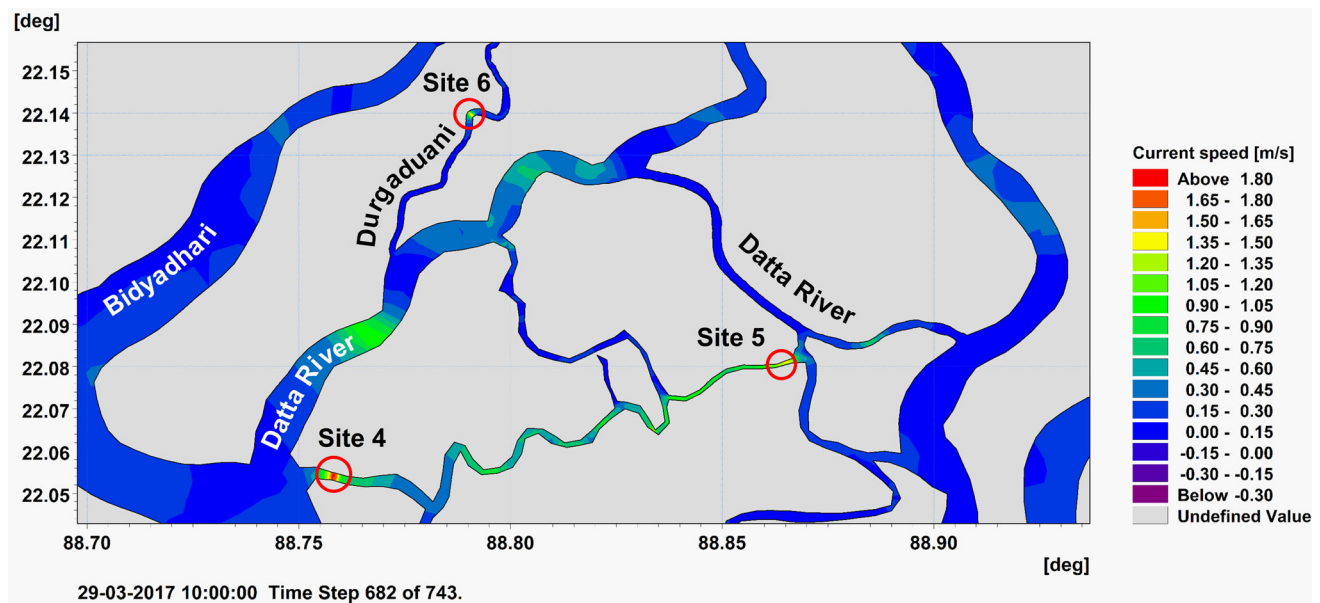 [deg]
22.15
22.14
22.13
22.12
22.11
22.10
22.09
22.08
22.07
22.06
22.05
Site 6
Durgaduani
Bidyadhari
Datta River
Datta River
Site 5
Site 4
88.70 88.75 88.80 88.85 88.90
[deg]
Current speed [m/s]
Above 1.80
1.65 - 1.80
1.50 - 1.65
1.35 - 1.50
1.20 - 1.35
1.05 - 1.20
0.90 - 1.05
0.75 - 0.90
0.60 - 0.75
0.45 - 0.60
0.30 - 0.45
0.15 - 0.30
0.00 - 0.15
-0.15 - 0.00
-0.30 - -0.15
Below -0.30
Undefined Value
29-03-2017 10:00:00 Time Step 682 of 743.